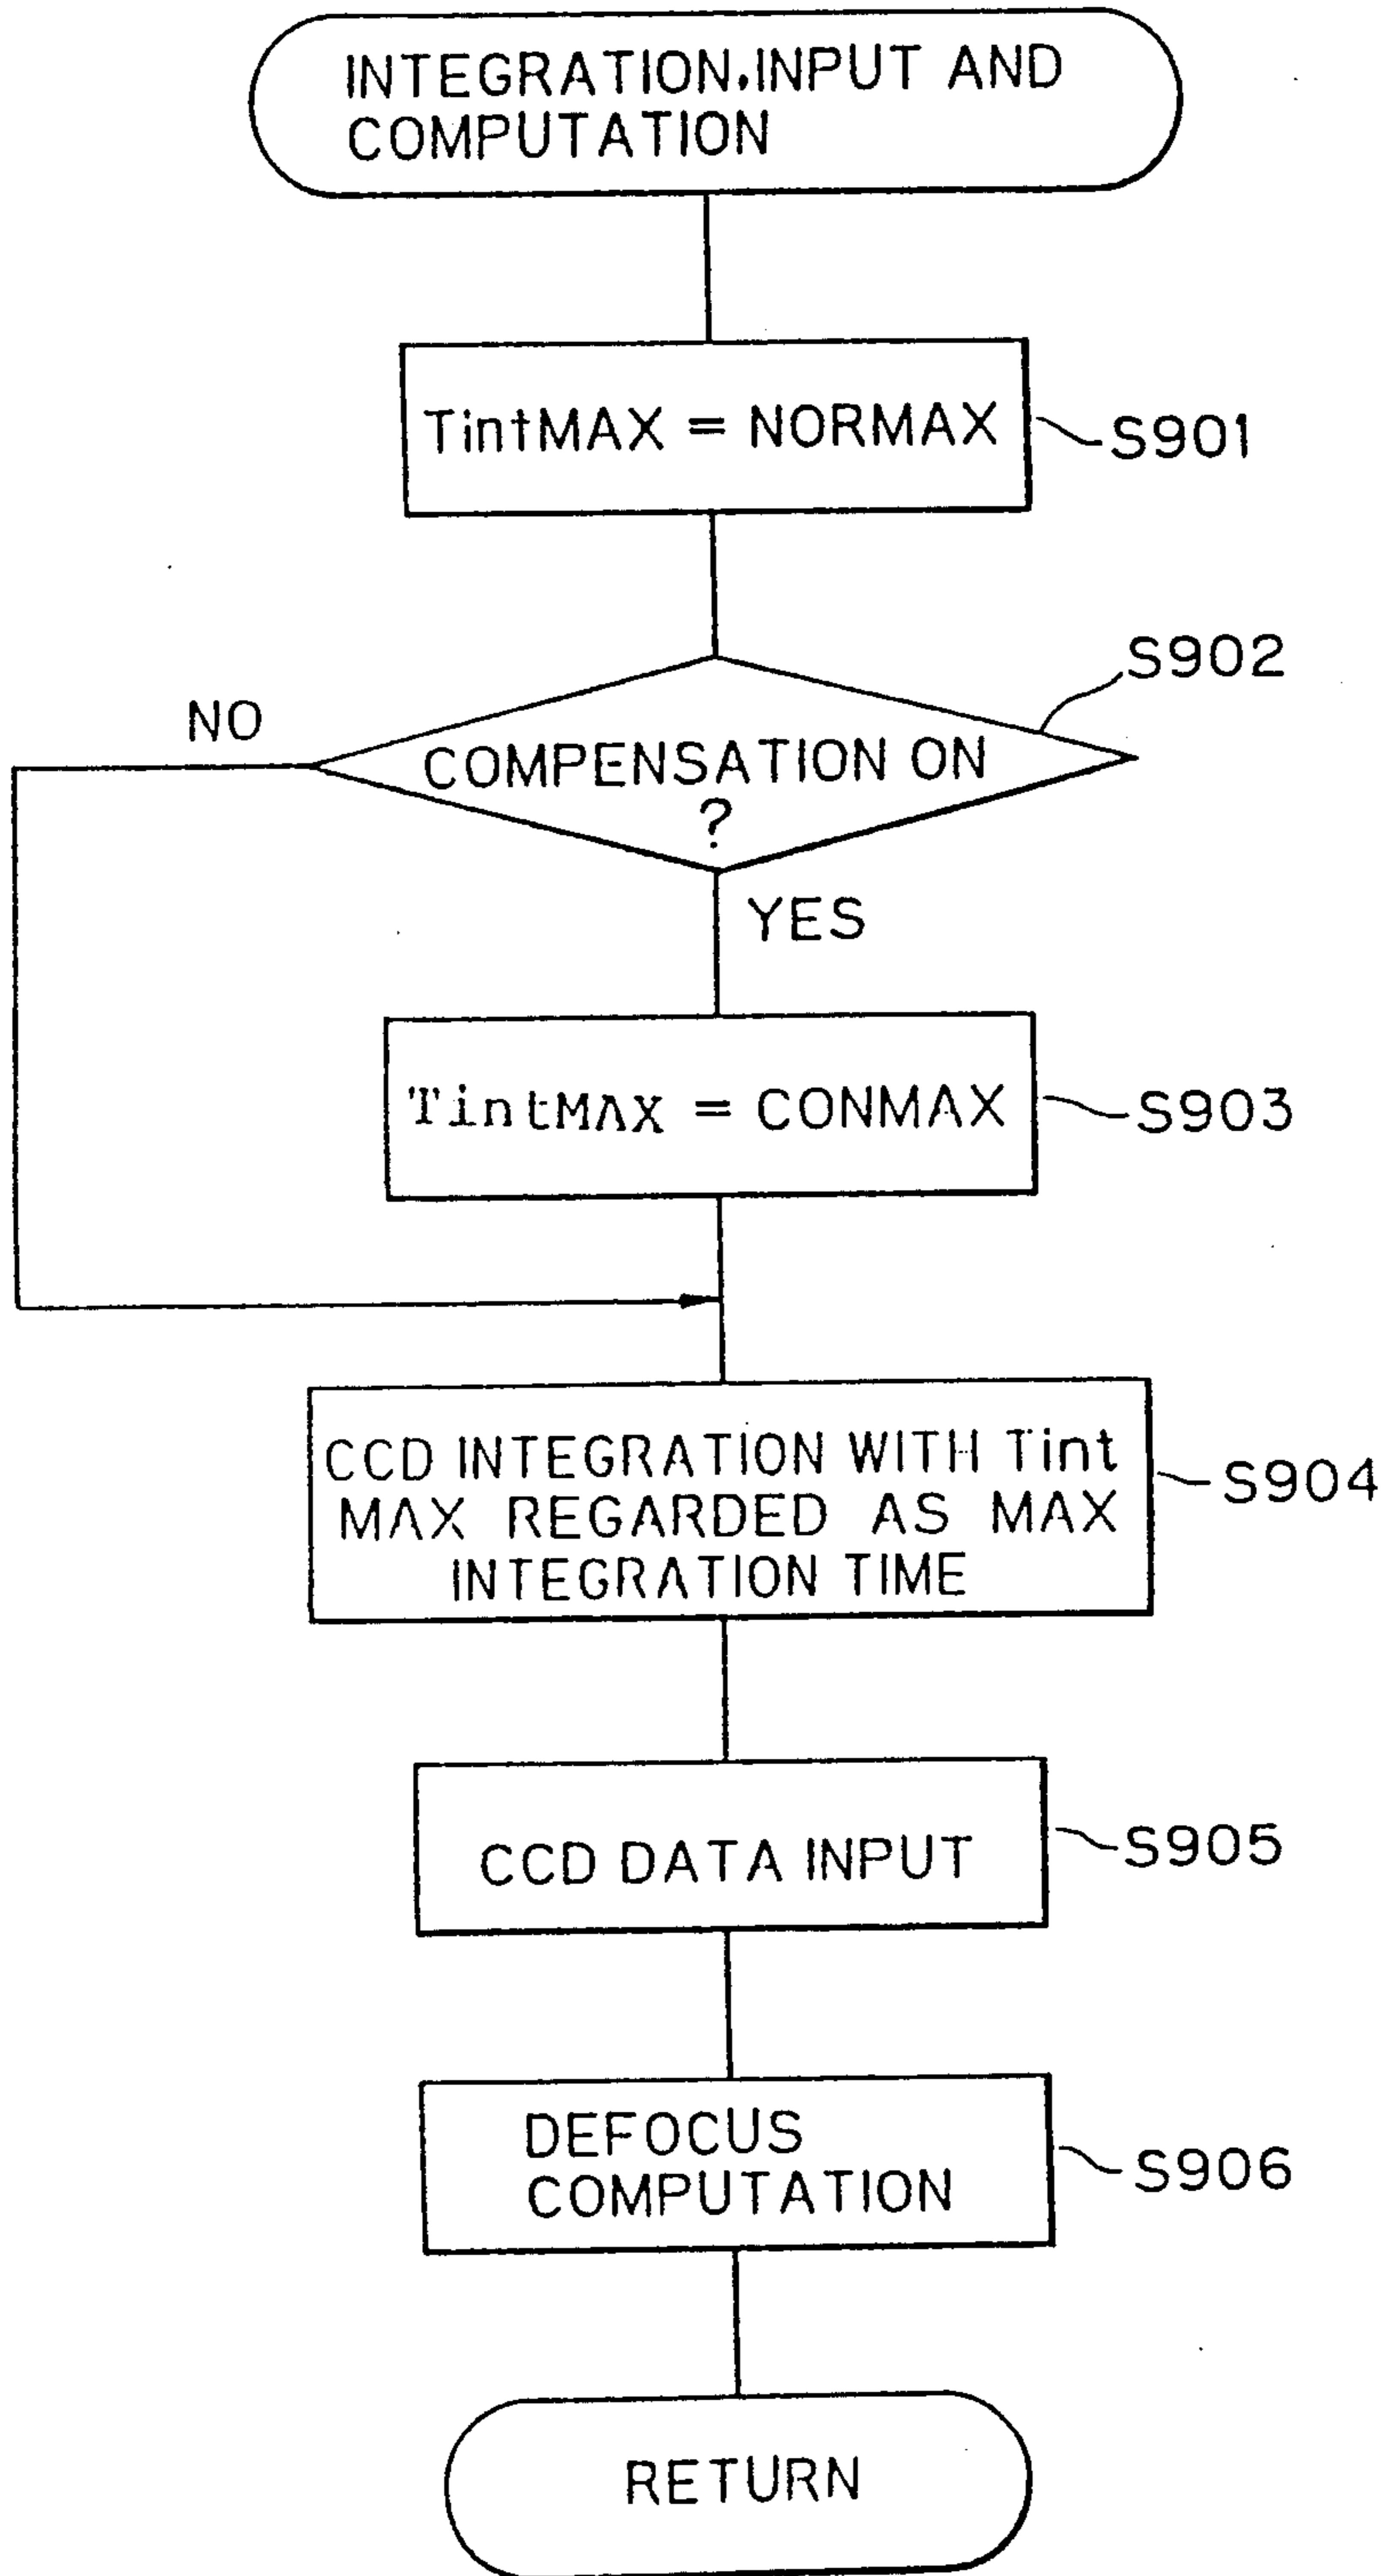 INTEGRATION.INPUT AND
COMPUTATION
TintMAX = NORMAX
S901
S902
NO
COMPENSATION ON
?
YES
TintMAX = CONMAX
S903
CCD INTEGRATION WITH Tint
MAX REGARDED AS MAX
INTEGRATION TIME
S904
CCD DATA INPUT
S905
DEFOCUS
COMPUTATION
S906
RETURN